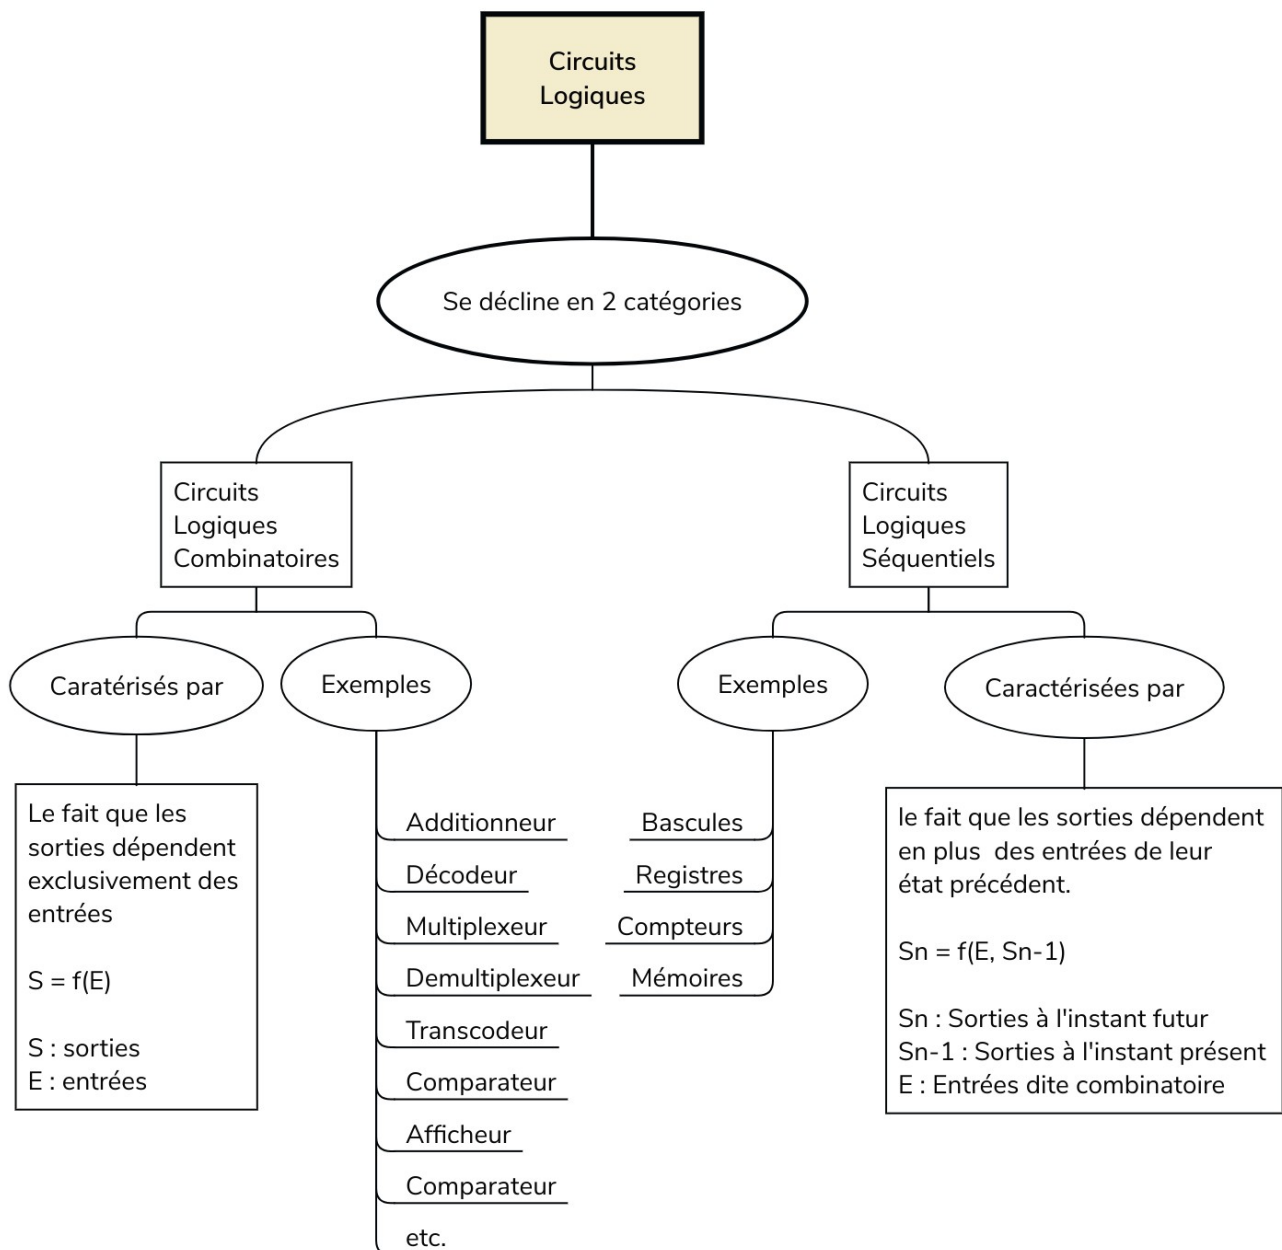 Circuits
Logiques
Se décline en 2 catégories
Circuits
Logiques
Combinatoires
Circuits
Logiques
Séquentiels
Caratérisés par
Exemples
Exemples
Caractérisées par
Le fait que les
sorties dépendent
exclusivement des
entrées
S = f(E)
S : sorties
E : entrées
Additionneur
Décodeur
Multiplexeur
Demultiplexeur
Transcodeur
Comparateur
Afficheur
Comparateur
etc.
Bascules
Registres
Compteurs
Mémoires
le fait que les sorties dépendent
en plus  des entrées de leur
état précédent.
Sn = f(E, Sn-1)
Sn : Sorties à l'instant futur
Sn-1 : Sorties à l'instant présent
E : Entrées dite combinatoire